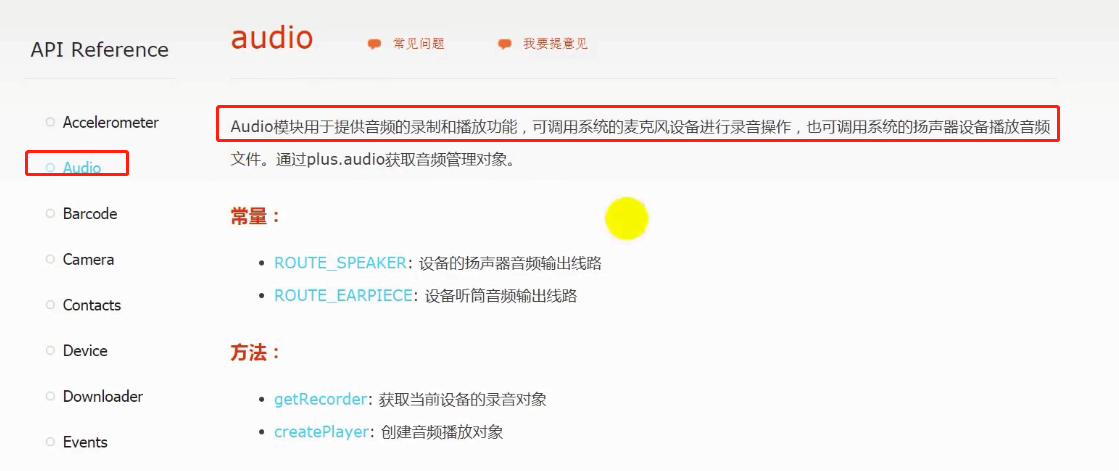 API Reference
Accelerometer
Audio
Barcode
Camera
Contacts
Device
Downloader
Events
audio
常见问题
我要提意见
Audio模块用于提供音频的录制和播放功能，可调用系统的麦克风设备进行录音操作，也可调用系统的扬声器设备播放音频
文件。通过plus.audio获取音频管理对象。
常量：
ROUTE_SPEAKER: 设备的扬声器音频输出线路
ROUTE_EARPIECE: 设备听筒音频输出线路
方法：
getRecorder: 获取当前设备的录音对象
createPlayer: 创建音频播放对象